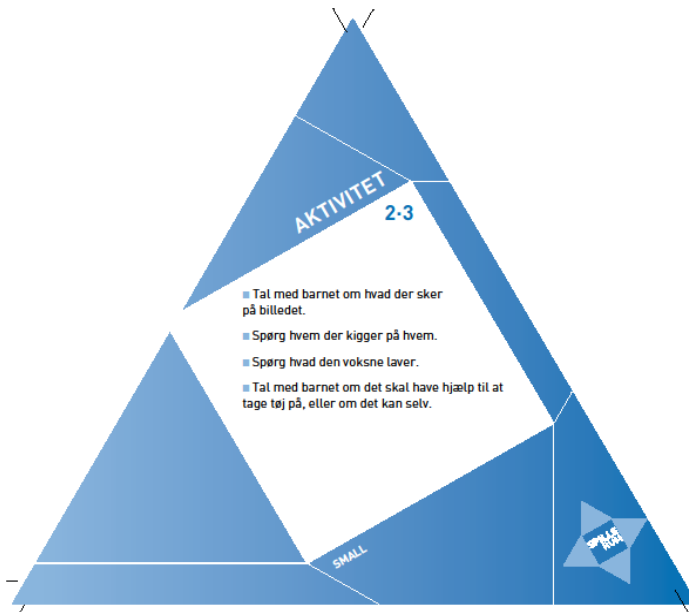 AKTIVITET
2·3
■ Tal med barnet om hvad der sker
på billedet.
■ Spørg hvem der kigger på hvem.
■ Spørg hvad den voksne laver.
■ Tal med barnet om det skal have hjælp til at
tage tøj på, eller om det kan selv.
SMALL
SPILLE
RUM